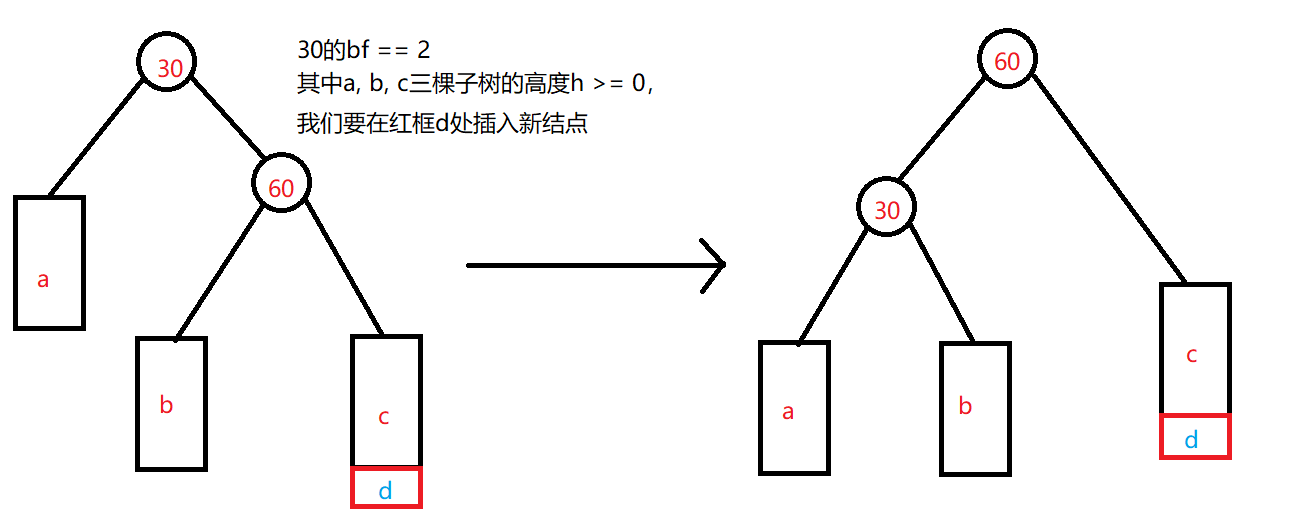 30的bf == 2
其中a, b, c三棵子树的高度h >= 0,
我们要在红框d处插入新结点
30
60
a
b
c
d
60
30
a
b
c
d